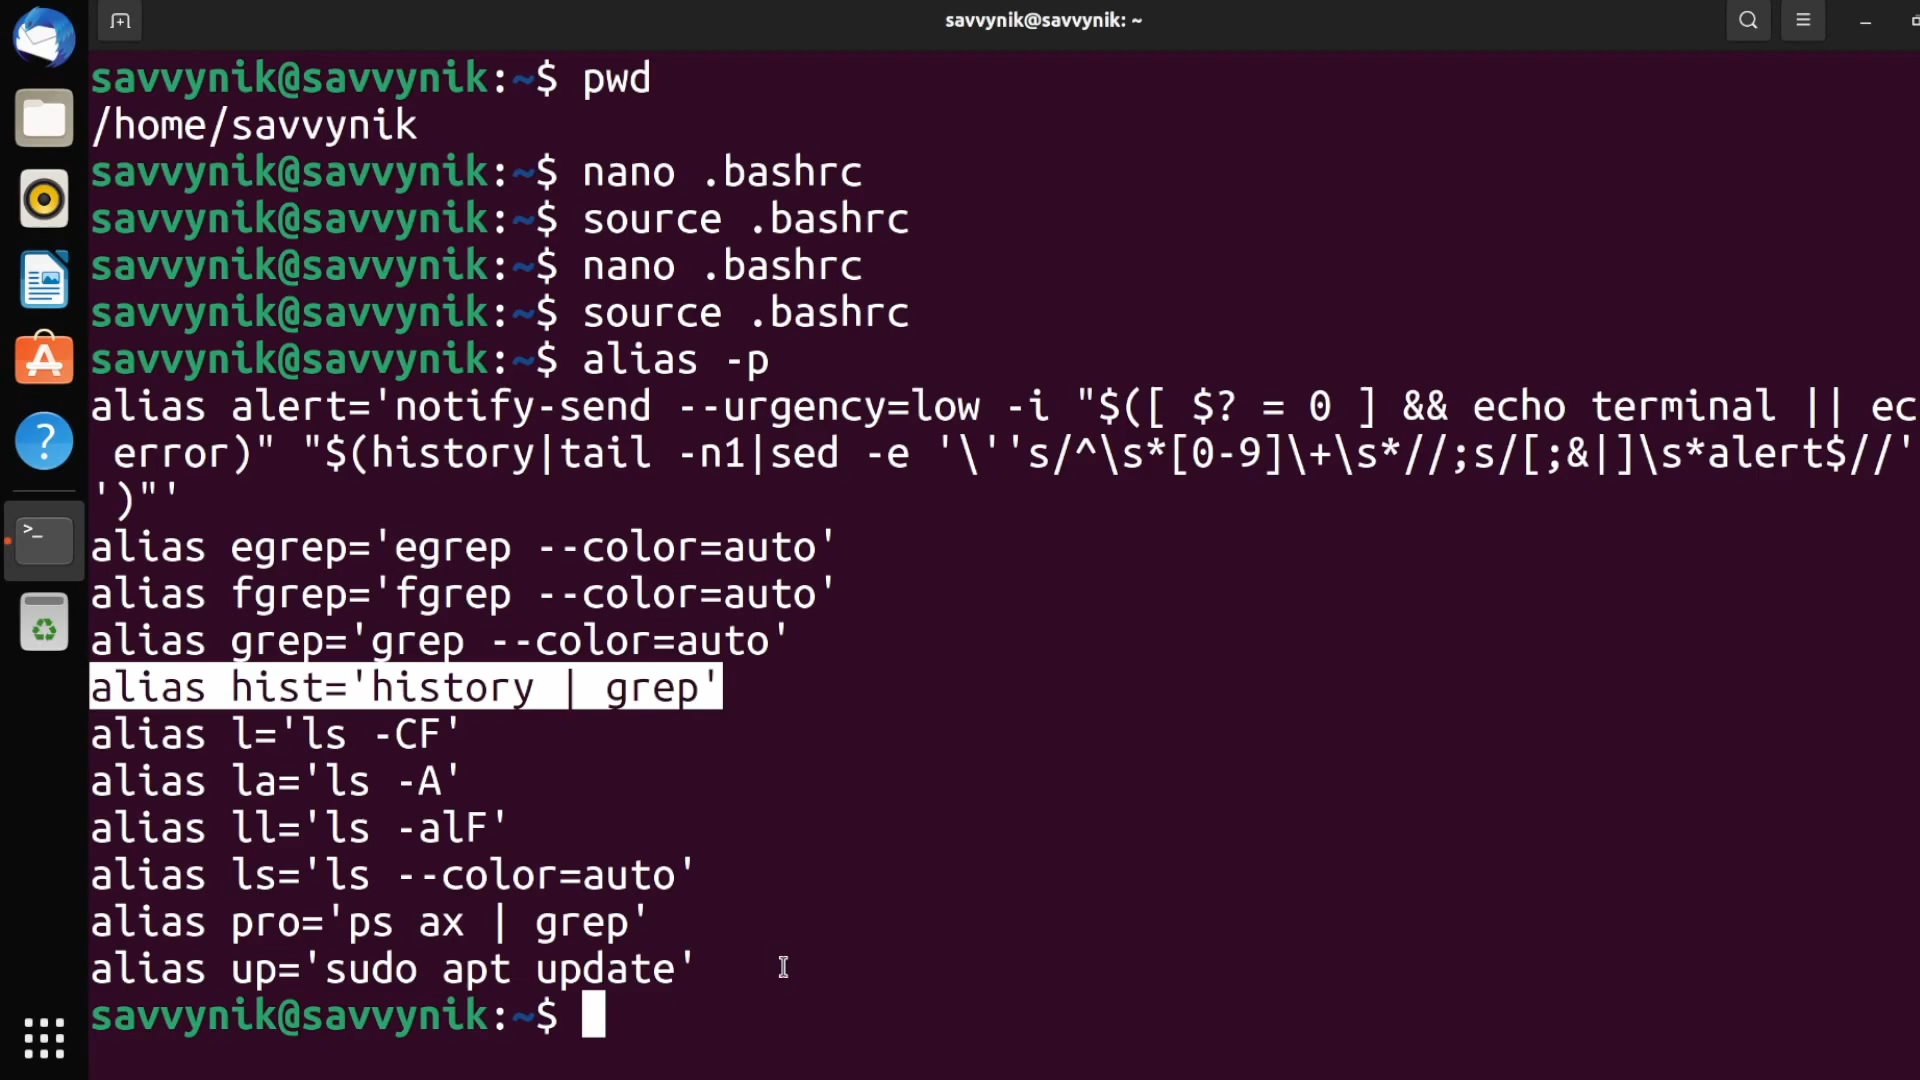 savvynik@savvynik: ~
savvynik@savvynik:~$ pwd
/home/savvynik
savvynik@savvynik:~$ nano .bashrc
savvynik@savvynik:~$ source .bashrc
savvynik@savvynik:~$ nano .bashrc
savvynik@savvynik:~$ source .bashrc
savvynik@savvynik:~$ alias -p
alias alert='notify-send --urgency=low -i "$([ $? = 0 ] && echo terminal || ec
 error)" "$(history|tail -n1|sed -e '\''s/^\s*[0-9]\+\s*//;s/[;&|]\s*alert$//'
')"'
alias egrep='egrep --color=auto'
alias fgrep='fgrep --color=auto'
alias grep='grep --color=auto'
alias hist='history | grep'
alias l='ls -CF'
alias la='ls -A'
alias ll='ls -alF'
alias ls='ls --color=auto'
alias pro='ps ax | grep'
alias up='sudo apt update'
savvynik@savvynik:~$